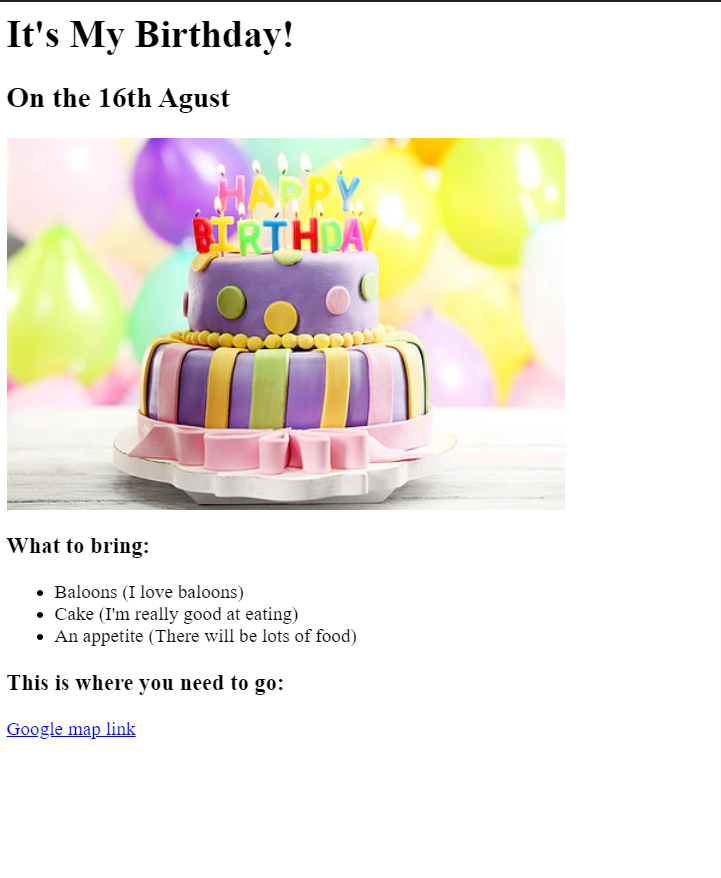 It's My Birthday!
On the 16th Agust
HAPPY
BIRTHDAY
What to bring:
Baloons (I love baloons)
Cake (I'm really good at eating)
An appetite (There will be lots of food)
This is where you need to go:
Google map link